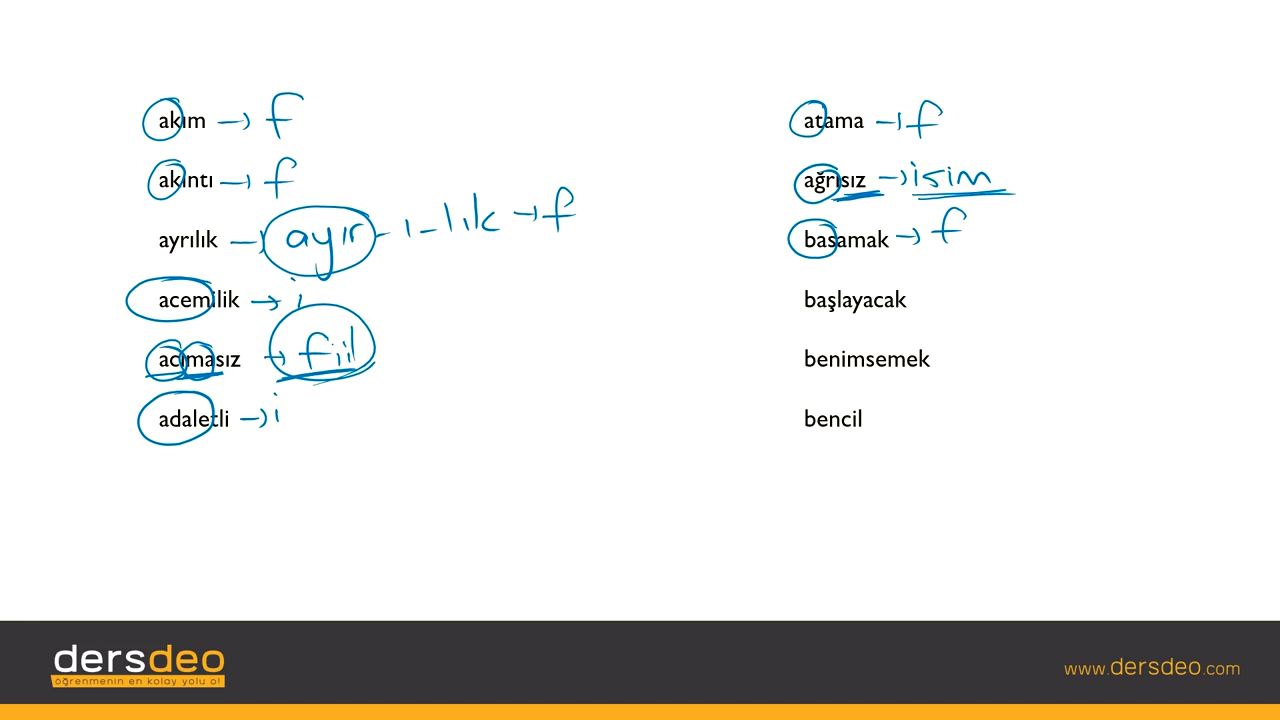 akım → f
akıntı → f
ayrılık → ayır - ı - lık → f
acemilik → i
acımasız → fiil
adaletli → i
atama → f
ağrısız → isim
basamak → f
başlayacak
benimsemek
bencil
dersdeo
öğrenmenin en kolay yolu o!
www.dersdeo.com